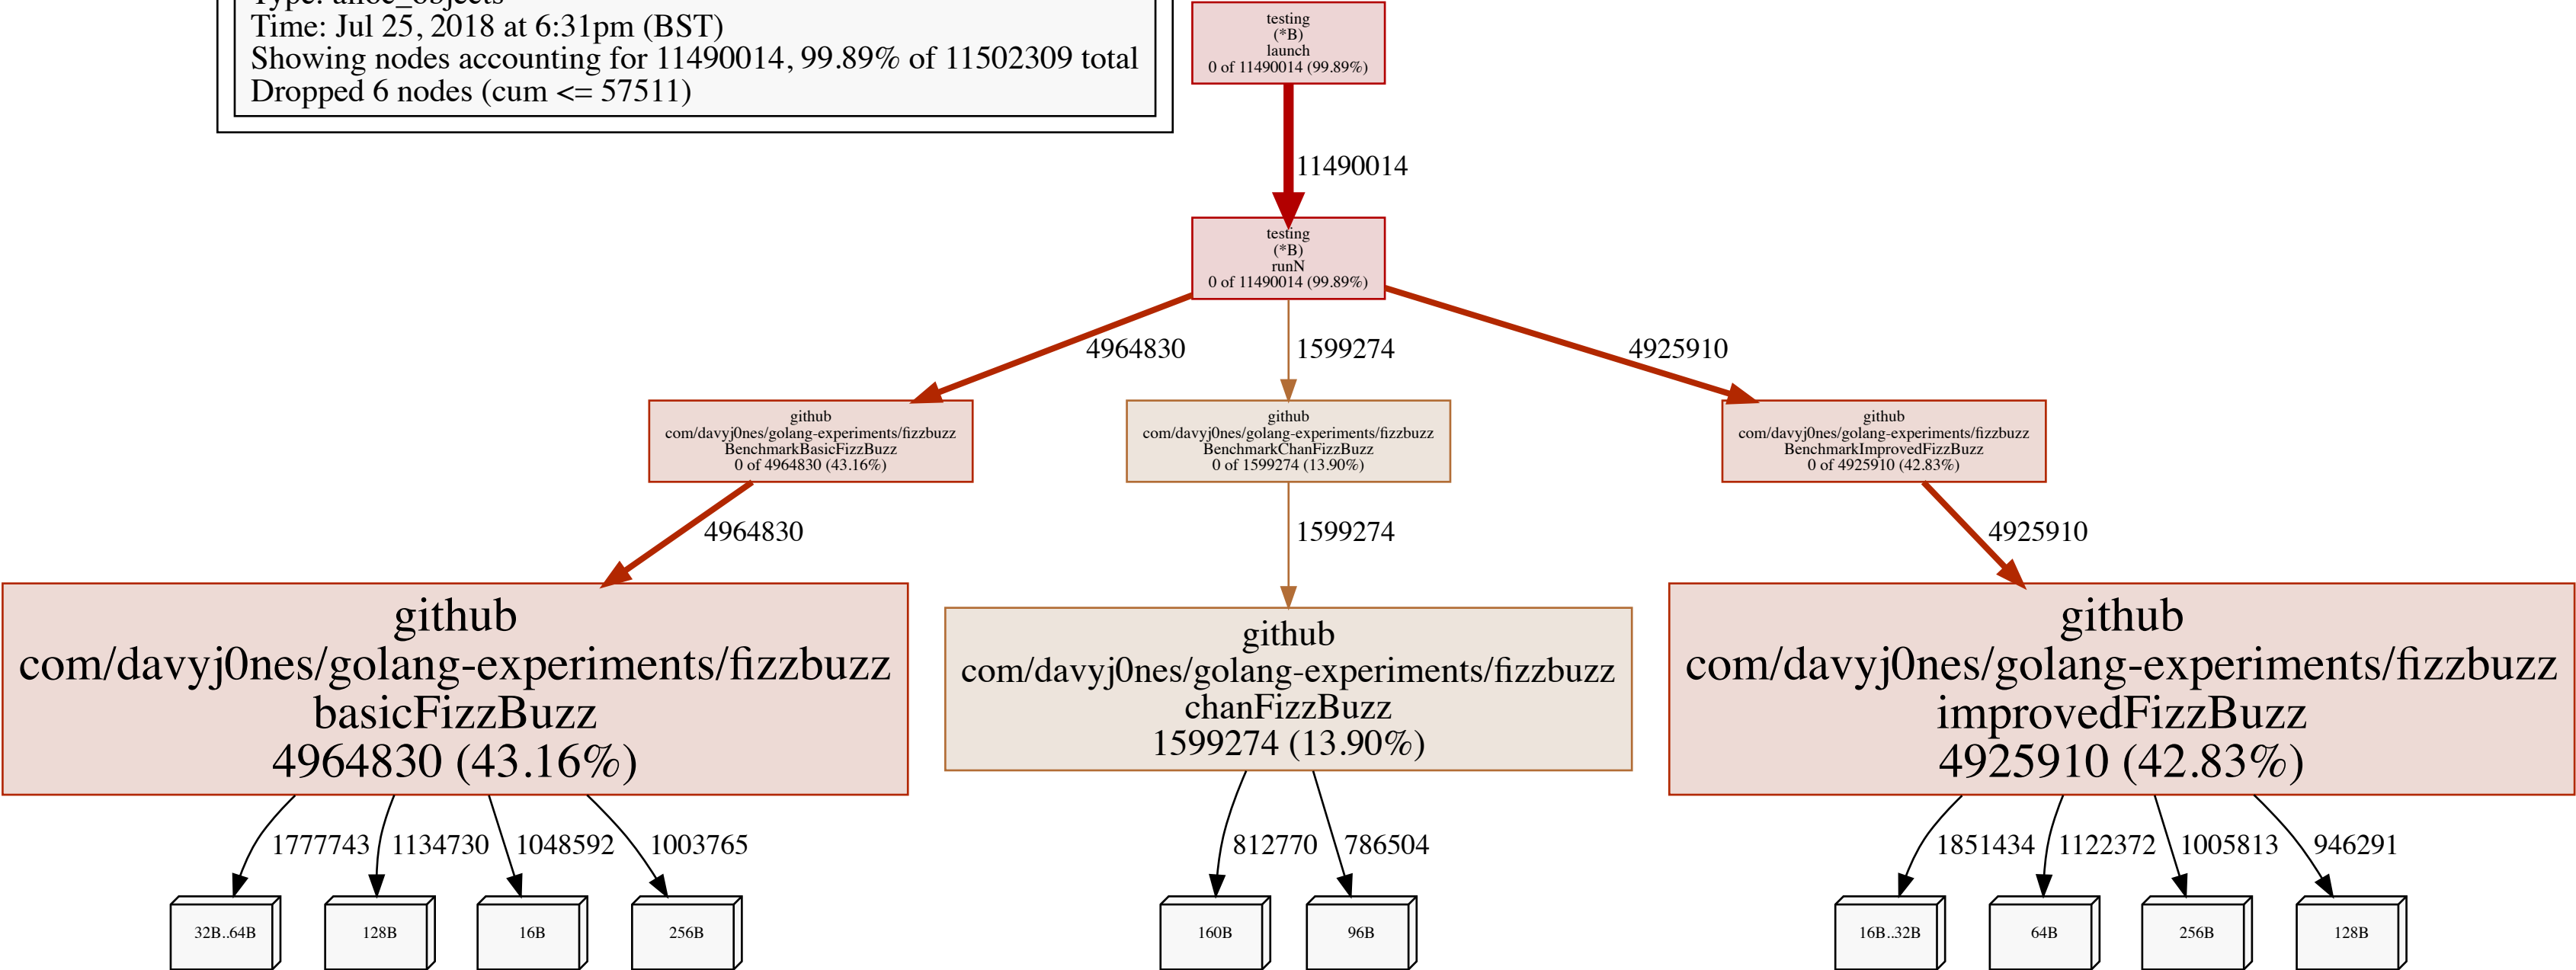 Type: alloc_objects
Time: Jul 25, 2018 at 6:31pm (BST)
Showing nodes accounting for 11490014, 99.89% of 11502309 total
Dropped 6 nodes (cum <= 57511)
testing
(*B)
launch
0 of 11490014 (99.89%)
11490014
testing
(*B)
runN
0 of 11490014 (99.89%)
4964830
1599274
4925910
github
com/davyj0nes/golang-experiments/fizzbuzz
BenchmarkBasicFizzBuzz
0 of 4964830 (43.16%)
github
com/davyj0nes/golang-experiments/fizzbuzz
BenchmarkChanFizzBuzz
0 of 1599274 (13.90%)
github
com/davyj0nes/golang-experiments/fizzbuzz
BenchmarkImprovedFizzBuzz
0 of 4925910 (42.83%)
4964830
1599274
4925910
github
com/davyj0nes/golang-experiments/fizzbuzz
basicFizzBuzz
4964830 (43.16%)
github
com/davyj0nes/golang-experiments/fizzbuzz
chanFizzBuzz
1599274 (13.90%)
github
com/davyj0nes/golang-experiments/fizzbuzz
improvedFizzBuzz
4925910 (42.83%)
1777743
1134730
1048592
1003765
812770
786504
1851434
1122372
1005813
946291
32B..64B
128B
16B
256B
160B
96B
16B..32B
64B
256B
128B